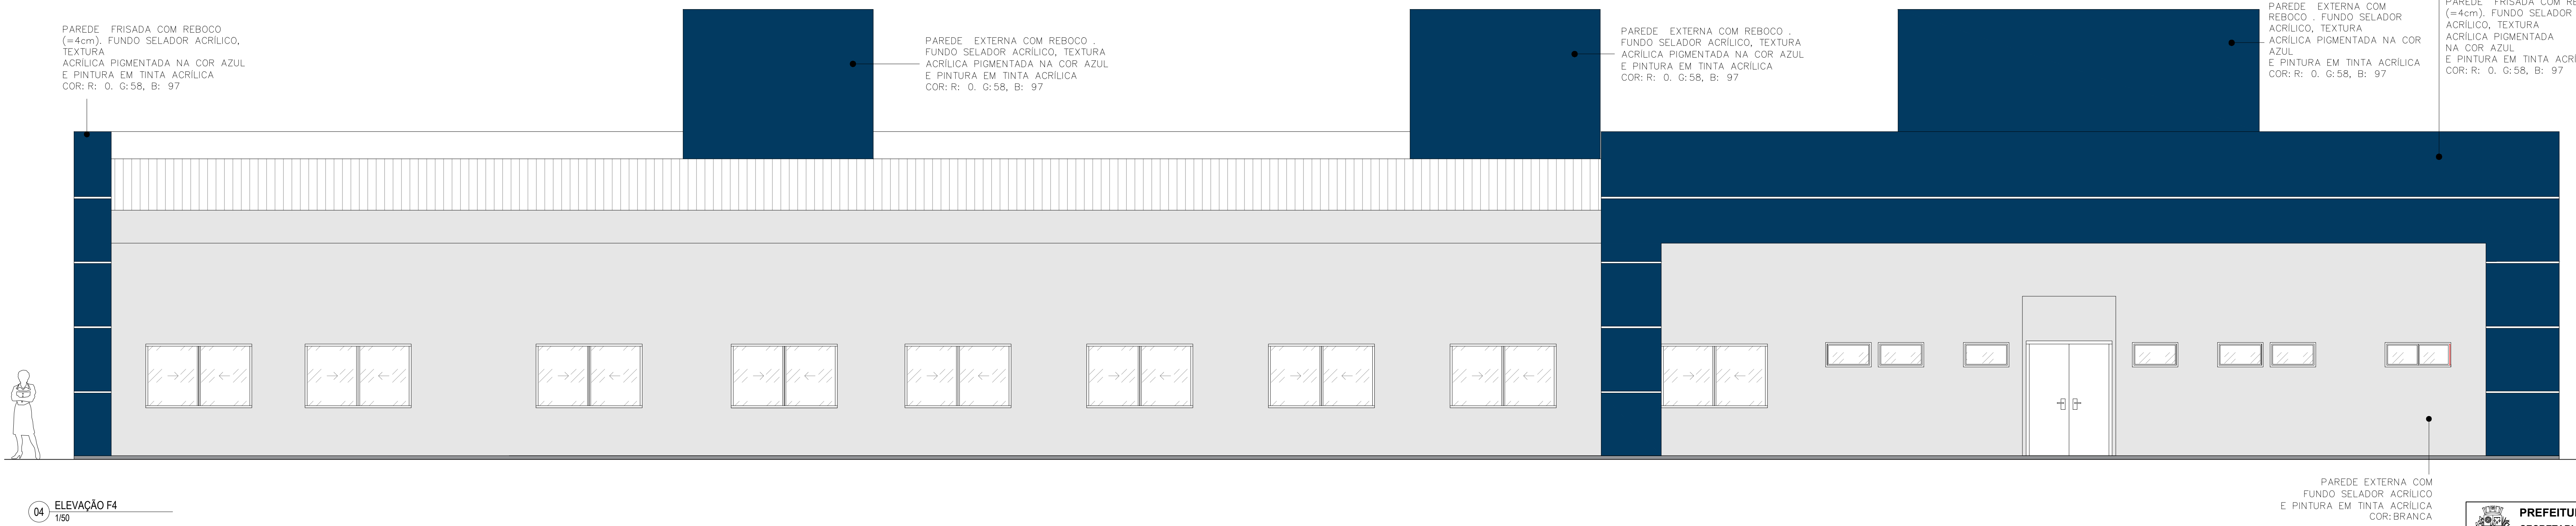 PAREDE FRISADA COM REBOCO
(=4cm). FUNDO SELADOR ACRÍLICO,
TEXTURA
ACRÍLICA PIGMENTADA NA COR AZUL
E PINTURA EM TINTA ACRÍLICA
COR: R: 0. G:58, B: 97
PAREDE EXTERNA COM REBOCO .
FUNDO SELADOR ACRÍLICO, TEXTURA
ACRÍLICA PIGMENTADA NA COR AZUL
E PINTURA EM TINTA ACRÍLICA
COR: R: 0. G:58, B: 97
PAREDE EXTERNA COM REBOCO .
FUNDO SELADOR ACRÍLICO, TEXTURA
ACRÍLICA PIGMENTADA NA COR AZUL
E PINTURA EM TINTA ACRÍLICA
COR: R: 0. G:58, B: 97
PAREDE EXTERNA COM
REBOCO . FUNDO SELADOR
ACRÍLICO, TEXTURA
ACRÍLICA PIGMENTADA NA COR
AZUL
E PINTURA EM TINTA ACRÍLICA
COR: R: 0. G:58, B: 97
PAREDE FRISADA COM
(=4cm). FUNDO SELADOR
ACRÍLICO, TEXTURA
ACRÍLICA PIGMENTADA
NA COR AZUL
E PINTURA EM TINTA
COR: R: 0. G:58, B: 97
PAREDE EXTERNA COM
FUNDO SELADOR ACRÍLICO
E PINTURA EM TINTA ACRÍLICA
COR: BRANCA
04 ELEVAÇÃO F4
1/50